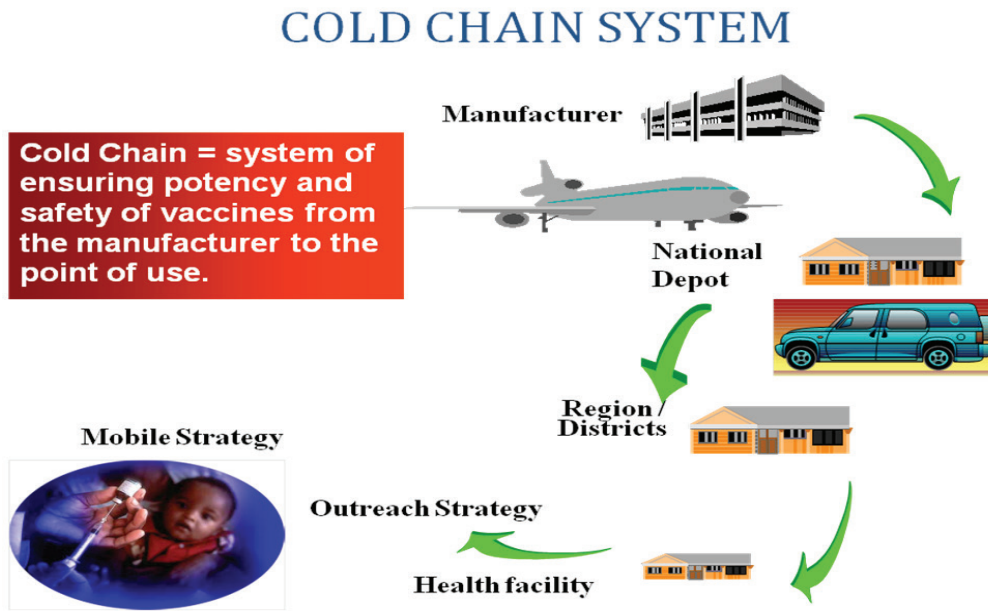 COLD CHAIN SYSTEM
Manufacturer
Cold Chain = system of
ensuring potency and
safety of vaccines from
the manufacturer to the
point of use.
National
Depot
Region /
Districts
Mobile Strategy
Outreach Strategy
Health facility